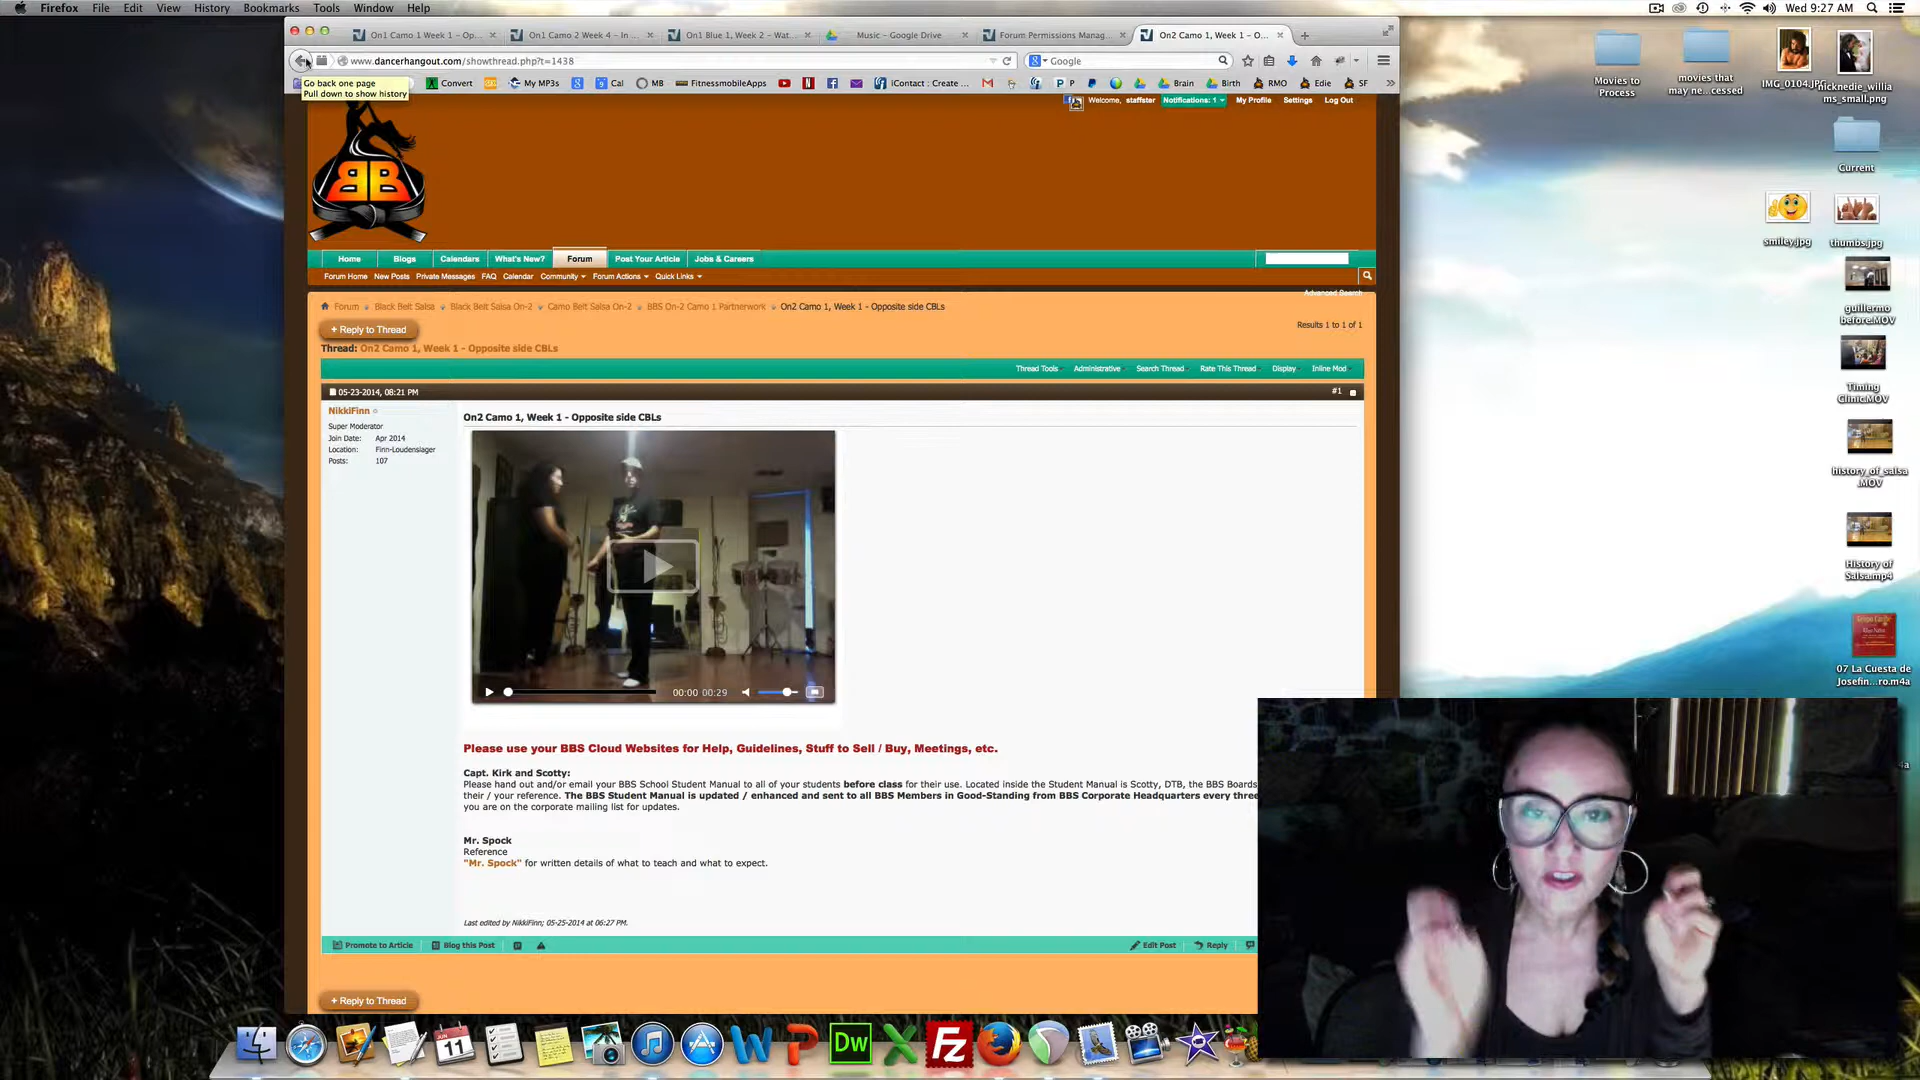 Firefox File Edit View History Bookmarks Tools Window Help
Wed 9:27 AM
On1 Camo 1 Week 1 - Op...
On1 Camo 2 Week 4 - In ...
On1 Blue 1, Week 2 - Wat...
Music - Google Drive
Forum Permissions Manag...
On2 Camo 1, Week 1 - O...
www.dancerhangout.com/showthread.php?t=1438
Google
Go back one page
Pull down to show history
Convert
My MP3s
Cal
MB
FitnessmobileApps
iContact : Create ...
P
Brain
Birth
RMO
Edie
SF
Welcome, staffster Notifications: 1 My Profile Settings Log Out
BB
Home Blogs Calendars What's New? Forum Post Your Article Jobs & Careers
Forum Home New Posts Private Messages FAQ Calendar Community Forum Actions Quick Links
Advanced Search
Forum Black Belt Salsa Black Belt Salsa On-2 Camo Belt Salsa On-2 BBS On-2 Camo 1 Partnerwork On2 Camo 1, Week 1 - Opposite side CBLs
+ Reply to Thread
Results 1 to 1 of 1
Thread: On2 Camo 1, Week 1 - Opposite side CBLs
Thread Tools Administrative Search Thread Rate This Thread Display Inline Mod
05-23-2014, 08:21 PM
#1
NikkiFinn
Super Moderator
Join Date: Apr 2014
Location: Finn-Loudenslager
Posts: 107
On2 Camo 1, Week 1 - Opposite side CBLs
00:00 00:29
Please use your BBS Cloud Websites for Help, Guidelines, Stuff to Sell / Buy, Meetings, etc.
Capt. Kirk and Scotty:
Please hand out and/or email your BBS School Student Manual to all of your students before class for their use. Located inside the Student Manual is Scotty, DTB, the BBS Boards
their / your reference. The BBS Student Manual is updated / enhanced and sent to all BBS Members in Good-Standing from BBS Corporate Headquarters every three
you are on the corporate mailing list for updates.
Mr. Spock
Reference
"Mr. Spock" for written details of what to teach and what to expect.
Last edited by NikkiFinn; 05-25-2014 at 06:27 PM.
Promote to Article Blog this Post
Edit Post Reply
+ Reply to Thread
Movies to
Process
movies that
may ne...cessed
IMG_0104.JPG
nicknedie_willia
ms_small.png
Current
smiley.jpg
thumbs.jpg
guillermo
before.MOV
Timing
Clinic.MOV
history_of_salsa
.MOV
History of
Salsa.mp4
07 La Cuesta de
Josefin...ro.m4a
11
Dw
Fz